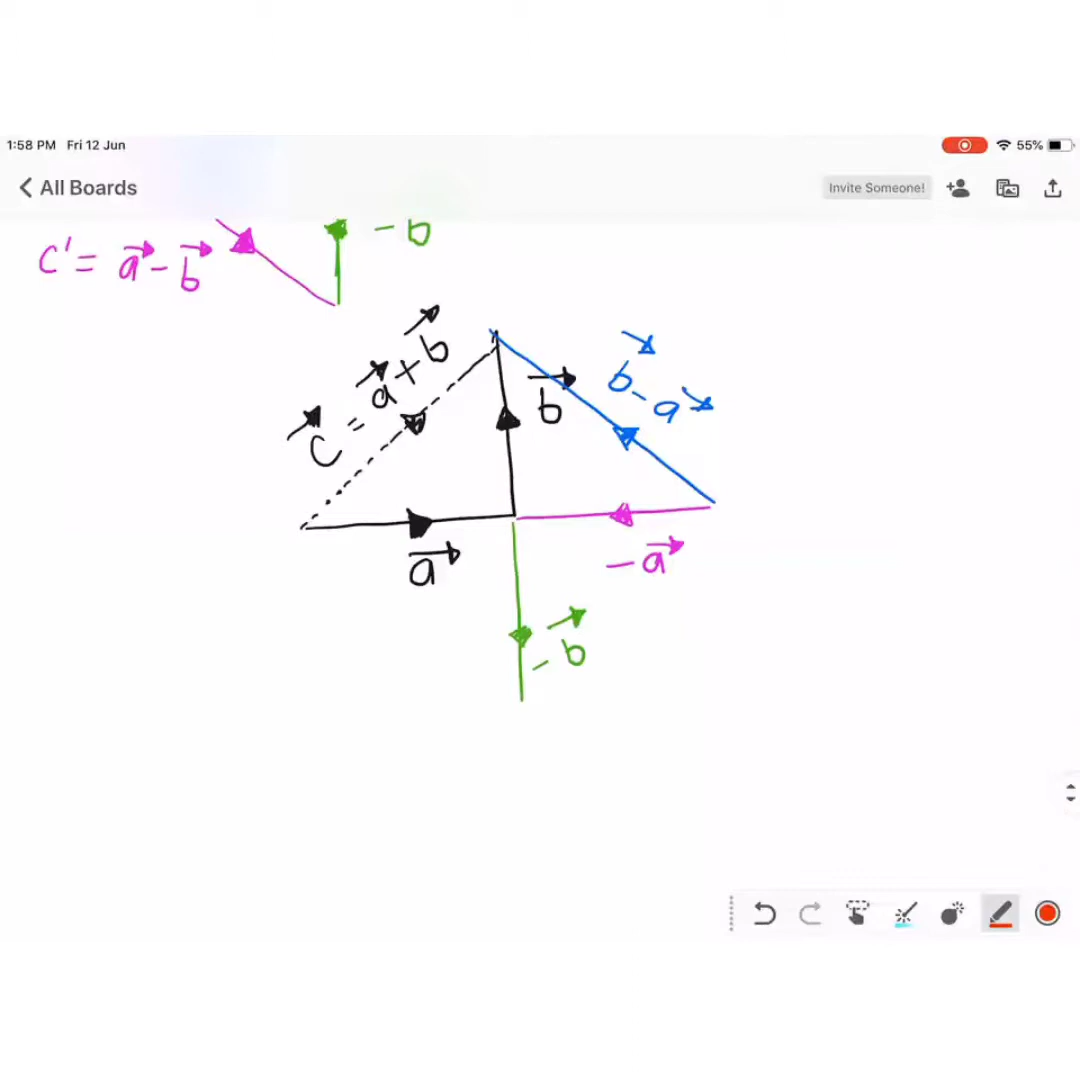 1:58 PM Fri 12 Jun
55%
All Boards
Invite Someone!
-b
c' = a⃗ - b⃗
c⃗ = a⃗ + b⃗
b⃗
b⃗ - a⃗
a⃗
-a⃗
-b⃗